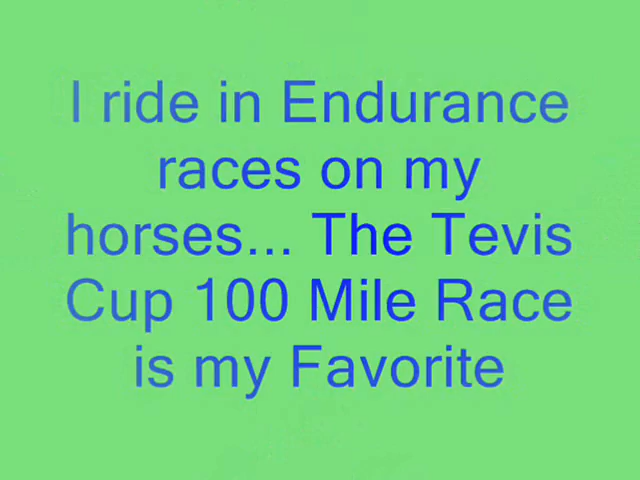 I ride in Endurance
races on my
horses... The Tevis
Cup 100 Mile Race
is my Favorite